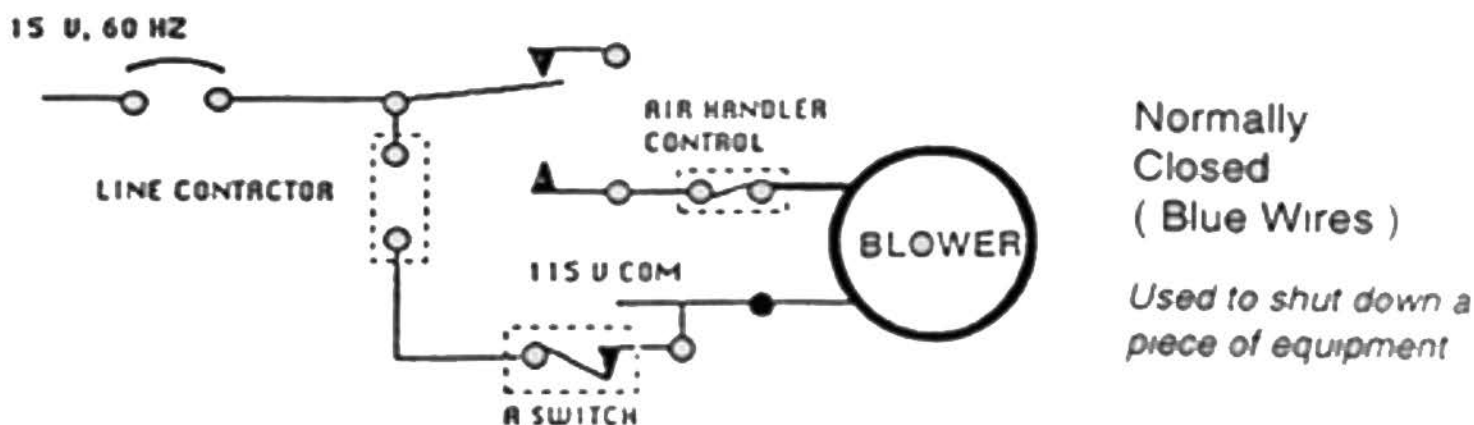 15 V, 60 HZ
AIR HANDLER
CONTROL
LINE CONTACTOR
BLOWER
115 V COM
A SWITCH
Normally
Closed
( Blue Wires )
Used to shut down a
piece of equipment